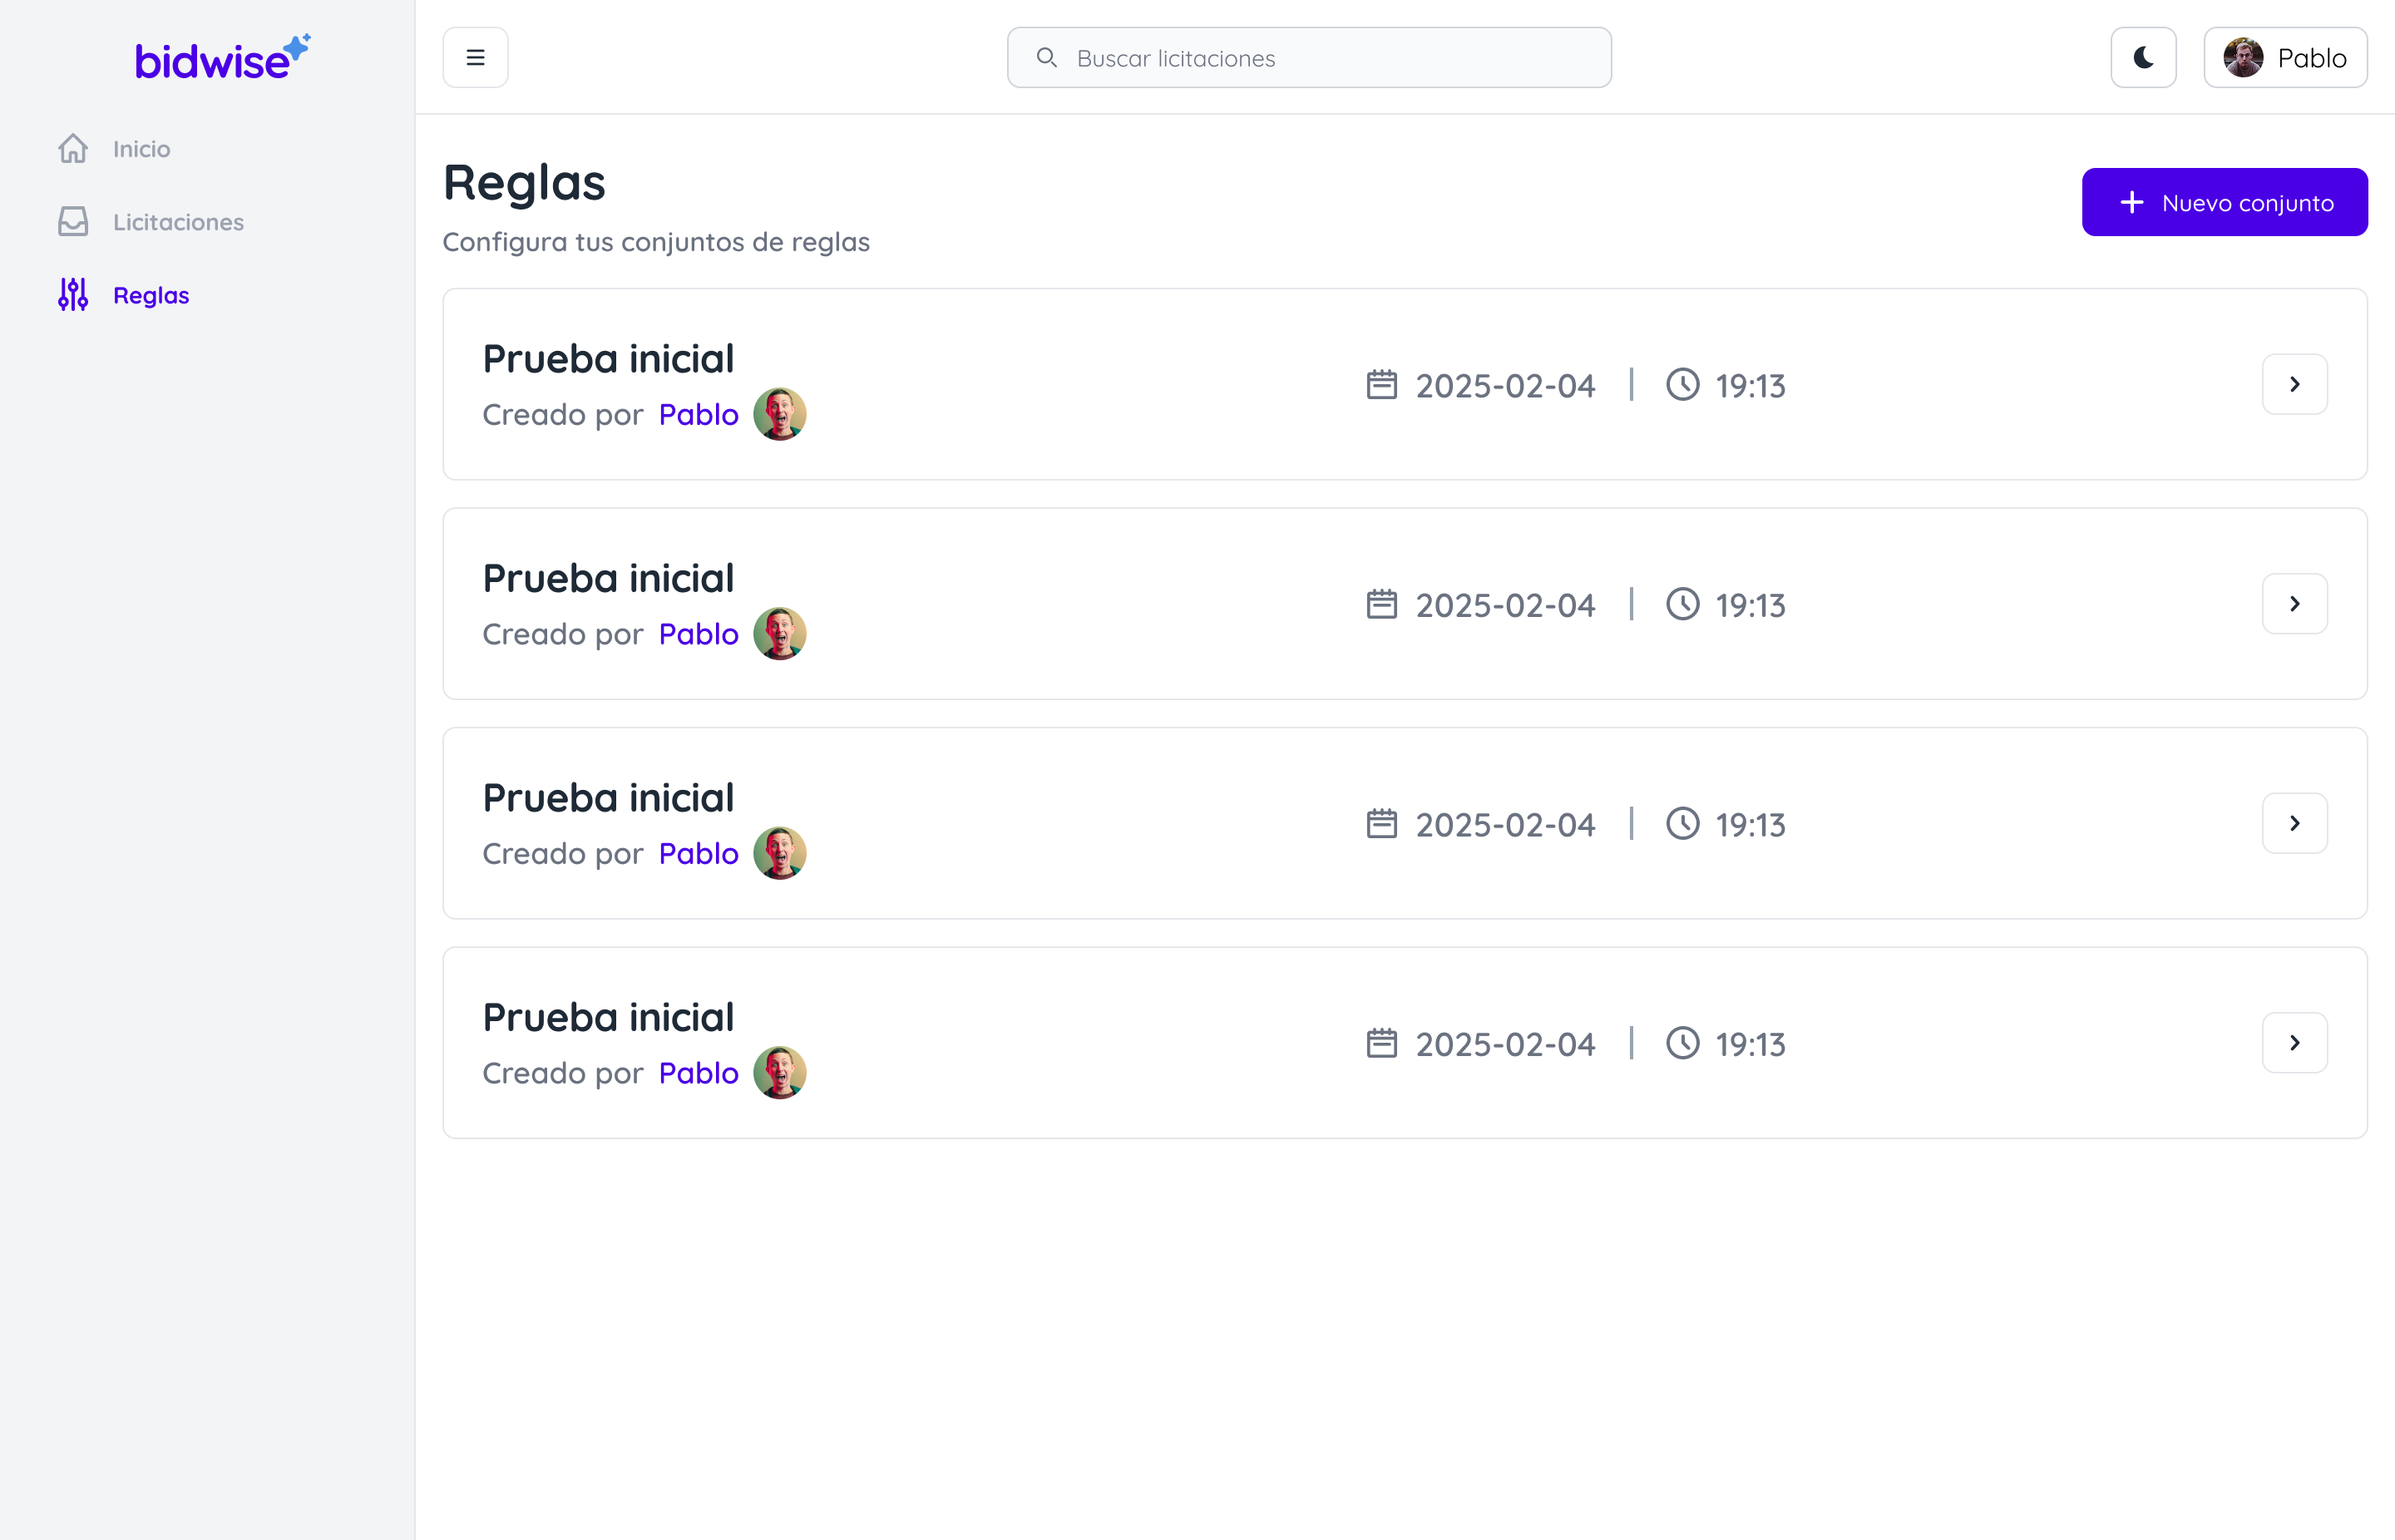 bidwise
Buscar licitaciones
Pablo
Inicio
Licitaciones
Reglas
Reglas
Configura tus conjuntos de reglas
Nuevo conjunto
Prueba inicial
Creado por Pablo
2025-02-04 | 19:13
Prueba inicial
Creado por Pablo
2025-02-04 | 19:13
Prueba inicial
Creado por Pablo
2025-02-04 | 19:13
Prueba inicial
Creado por Pablo
2025-02-04 | 19:13